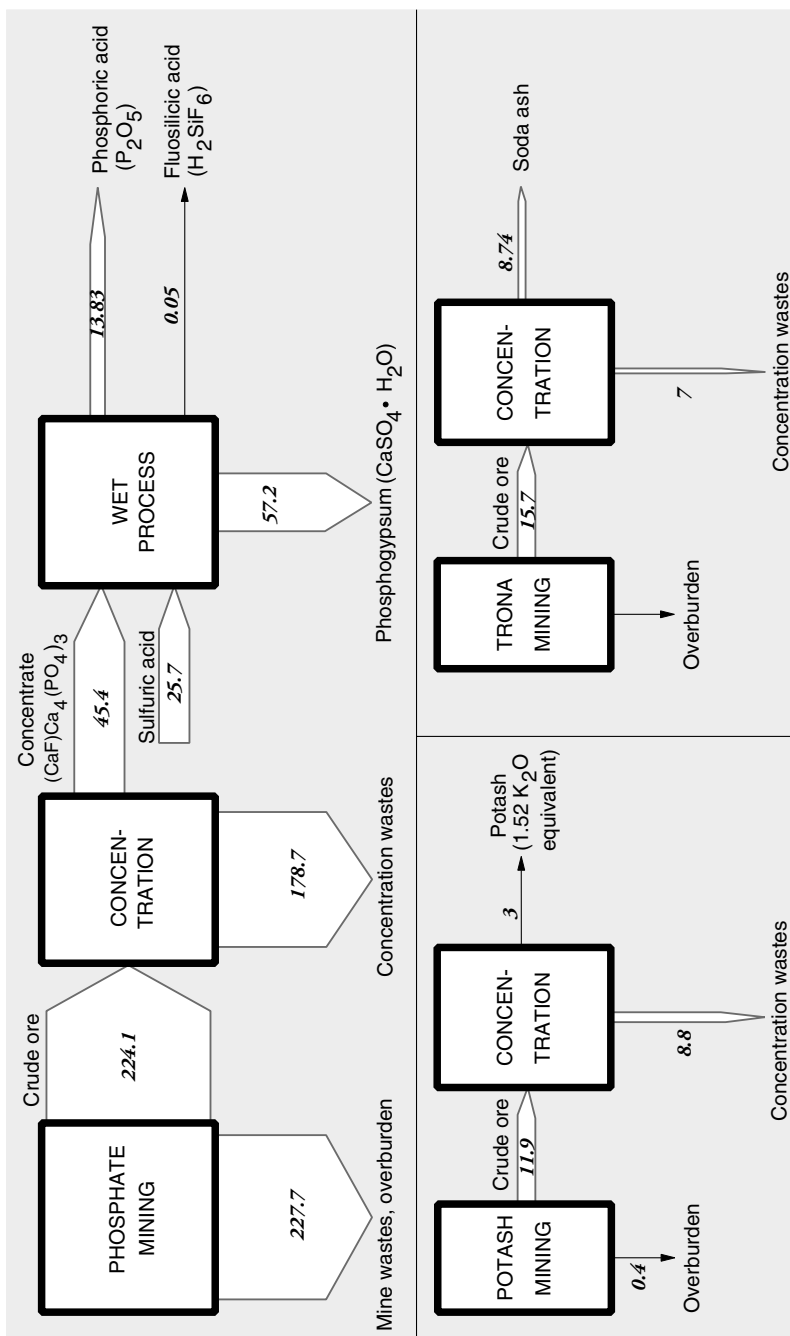 PHOSPHATE
MINING
Crude ore
224.1
227.7
Mine wastes, overburden
CONCEN-
TRATION
178.7
Concentration wastes
Concentrate
(CaF)Ca4(PO4)3
45.4
Sulfuric acid
25.7
WET
PROCESS
57.2
Phosphogypsum (CaSO4 • H2O)
13.83
Phosphoric acid
(P2O5)
0.05
Fluosilicic acid
(H2SiF6)
POTASH
MINING
0.4
Overburden
Crude ore
11.9
CONCEN-
TRATION
8.8
Concentration wastes
3
Potash
(1.52 K2O
equivalent)
TRONA
MINING
Overburden
Crude ore
15.7
CONCEN-
TRATION
7
Concentration wastes
8.74
Soda ash